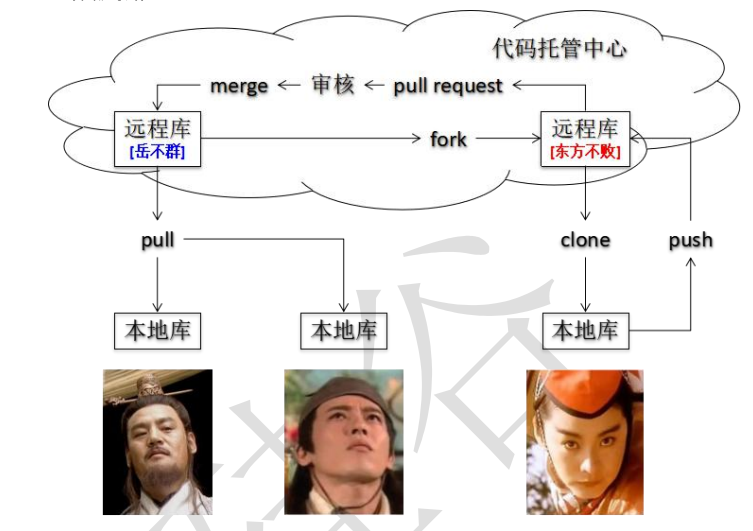 代码托管中心
merge
审核
pull request
远程库
[岳不群]
fork
远程库
[东方不败]
pull
clone
push
本地库
本地库
本地库